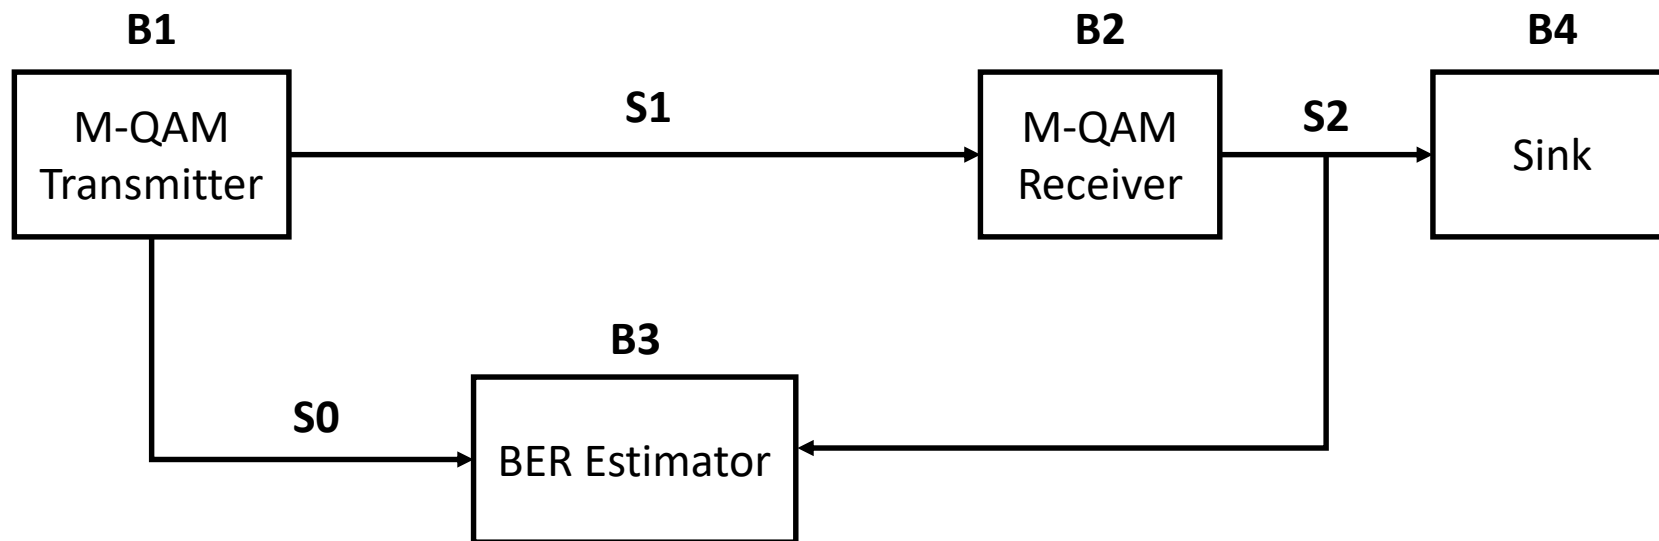 B1
B2
B4
M-QAM
Transmitter
S1
M-QAM
Receiver
S2
Sink
B3
S0
BER Estimator